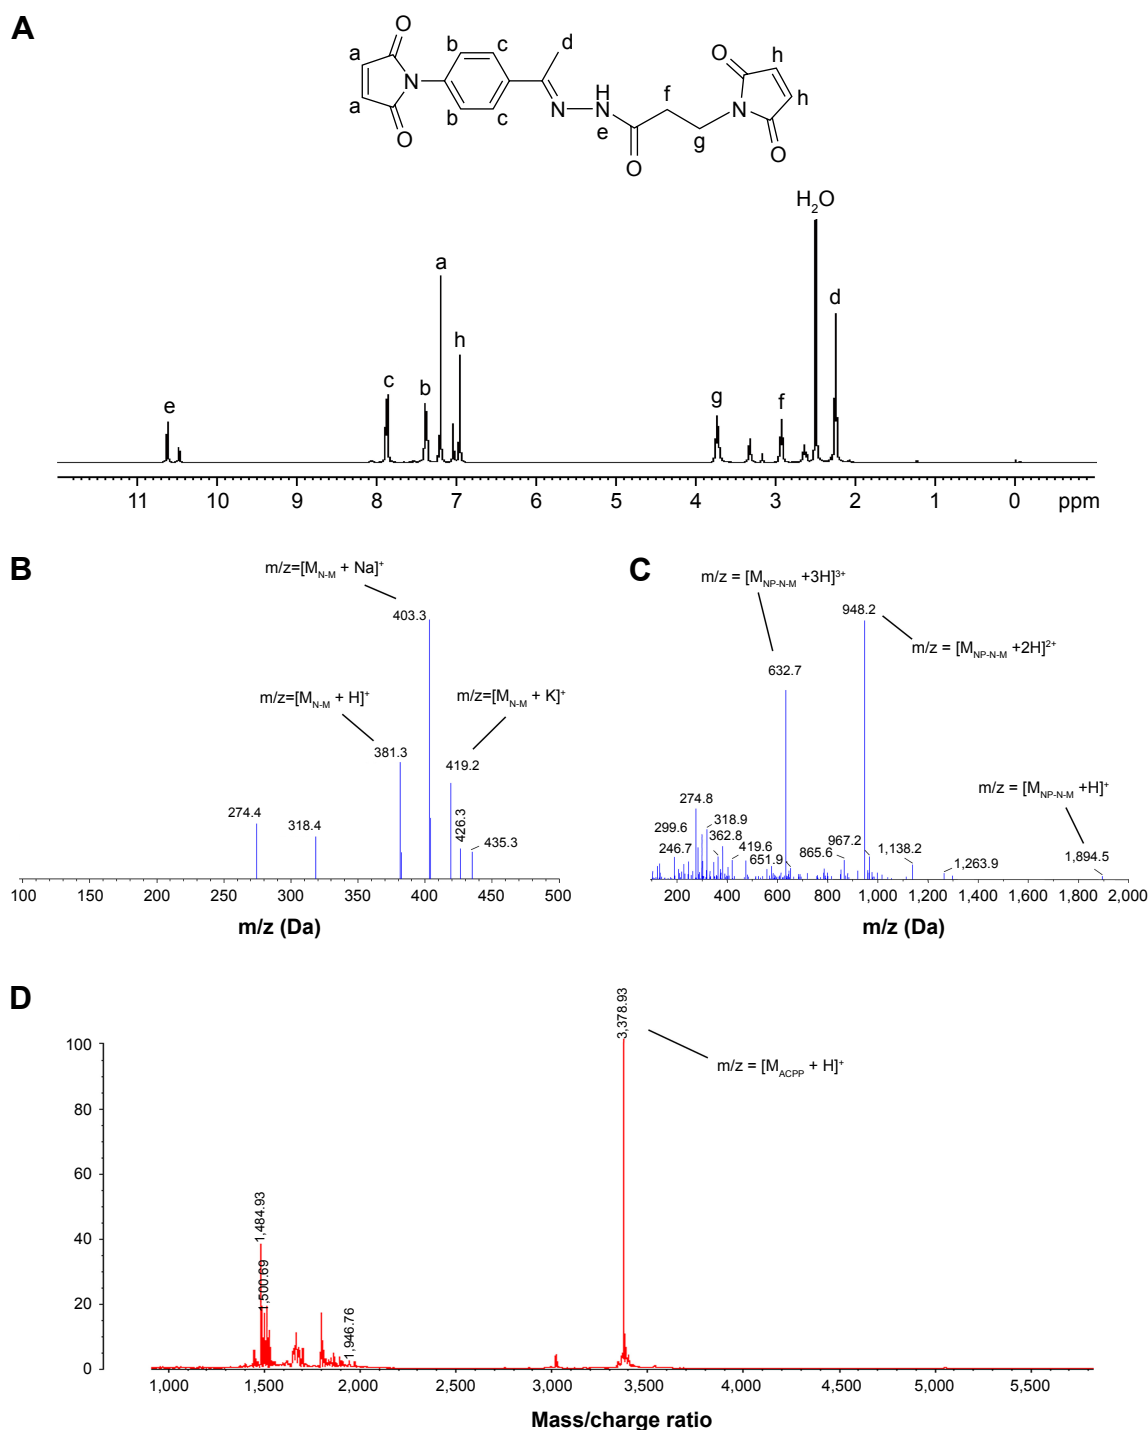 A
O
O
a
b
c
d
h
H
f
N
N
N
N
a
h
b
c
e
g
O
O
O
H2O
a
d
h
c
b
e
g
f
11
10
9
8
7
6
5
4
3
2
1
0
ppm
B
m/z=[MN-M + Na]+
403.3
m/z=[MN-M + H]+
m/z=[MN-M + K]+
381.3
419.2
274.4
318.4
426.3
435.3
100
150
200
250
300
350
400
450
500
m/z (Da)
C
m/z = [MNP-N-M +3H]3+
948.2
m/z = [MNP-N-M +2H]2+
632.7
m/z = [MNP-N-M +H]+
274.8
318.9
299.6
362.8
967.2
246.7
419.6
651.9
865.6
1,138.2
1,263.9
1,894.5
200
400
600
800
1,000
1,200
1,400
1,600
1,800
2,000
m/z (Da)
D
3,378.93
m/z = [MACPP + H]+
100
80
60
40
20
0
1,484.93
1,500.69
1,946.76
1,000
1,500
2,000
2,500
3,000
3,500
4,000
4,500
5,000
5,500
Mass/charge ratio